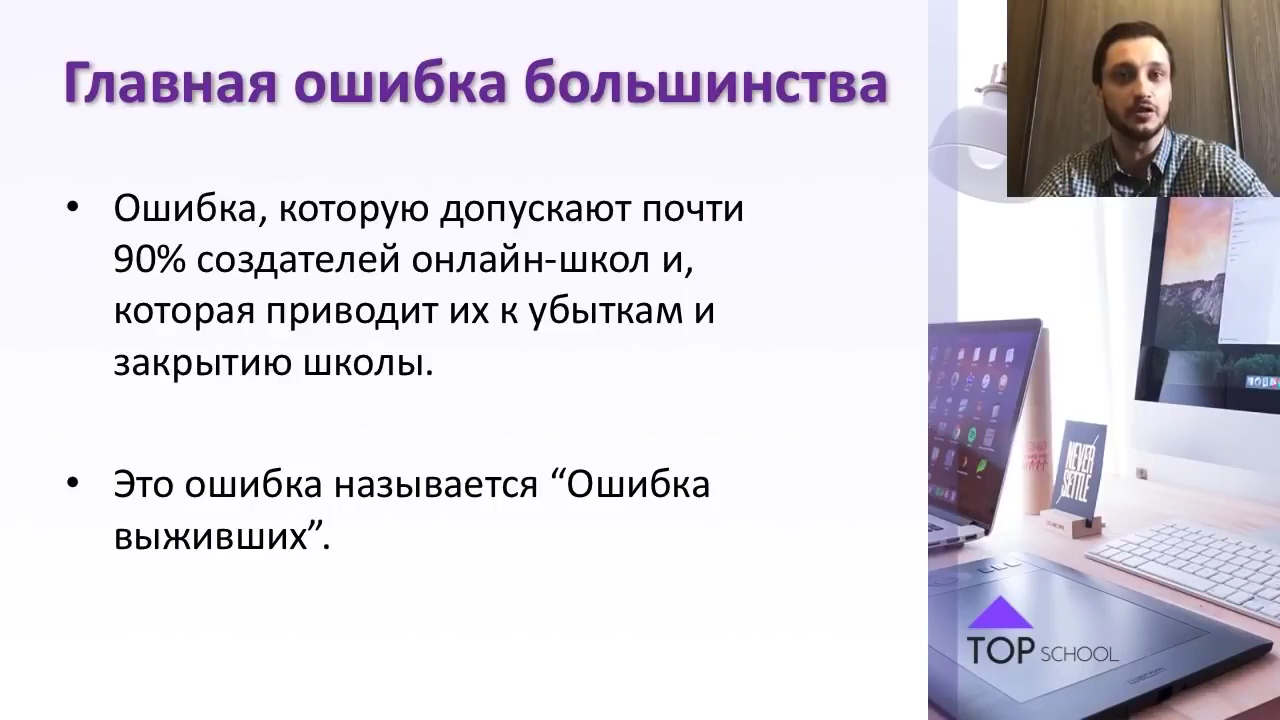 Главная ошибка большинства
• Ошибка, которую допускают почти
90% создателей онлайн-школ и,
которая приводит их к убыткам и
закрытию школы.
• Это ошибка называется “Ошибка
выживших”.
NEVER
SETTLE
TOP SCHOOL
wacom